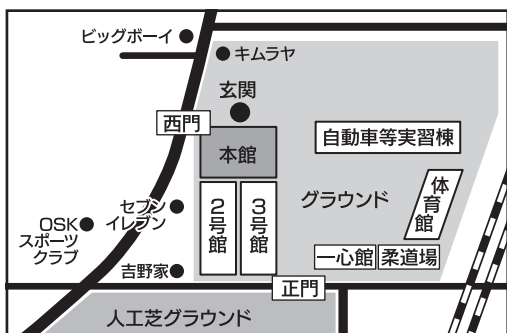 ビッグボーイ
キムラヤ
玄関
西門
本館
自動車等実習棟
グラウンド
体育館
セブン
イレブン
2号館
3号館
OSK
スポーツ
クラブ
一心館
柔道場
吉野家
正門
人工芝グラウンド